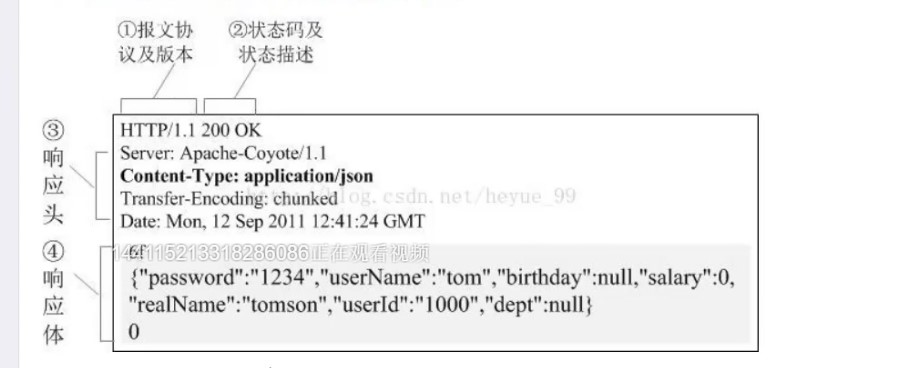 ①报文协
议及版本
②状态码及
状态描述
③
响
应
头
HTTP/1.1 200 OK
Server: Apache-Coyote/1.1
Content-Type: application/json
Transfer-Encoding: chunked
Date: Mon, 12 Sep 2011 12:41:24 GMT
http://blog.csdn.net/heyue_99
④
响
应
体
6f
144115213318286086正在观看视频
{"password":"1234","userName":"tom","birthday":null,"salary":0,
"realName":"tomson","userId":"1000","dept":null}
0